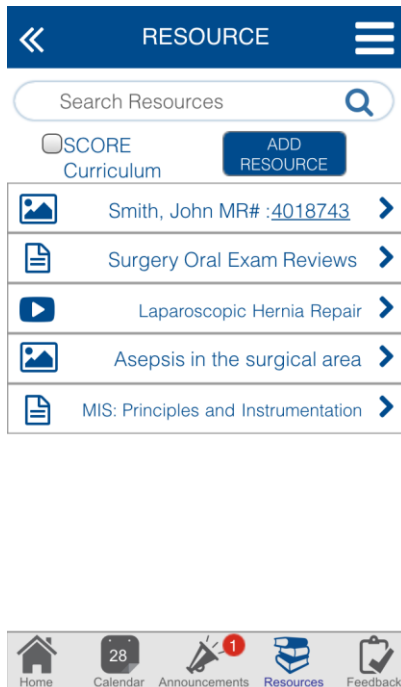 RESOURCE
Search Resources
SCORE
Curriculum
ADD
RESOURCE
Smith, John MR# :4018743
Surgery Oral Exam Reviews
Laparoscopic Hernia Repair
Asepsis in the surgical area
MIS: Principles and Instrumentation
28
1
Home Calendar Announcements Resources Feedback